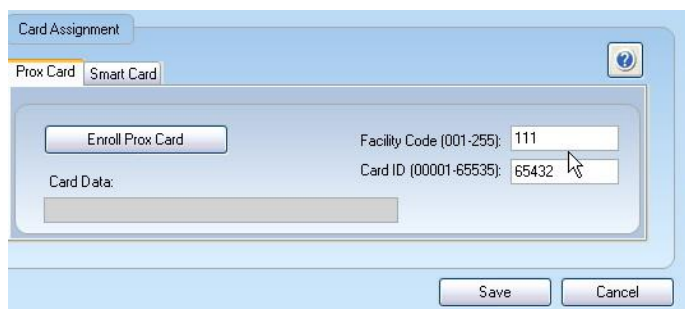 Card Assignment
Prox Card Smart Card
Enroll Prox Card
Facility Code (001-255): 111
Card ID (00001-65535): 65432
Card Data:
Save Cancel